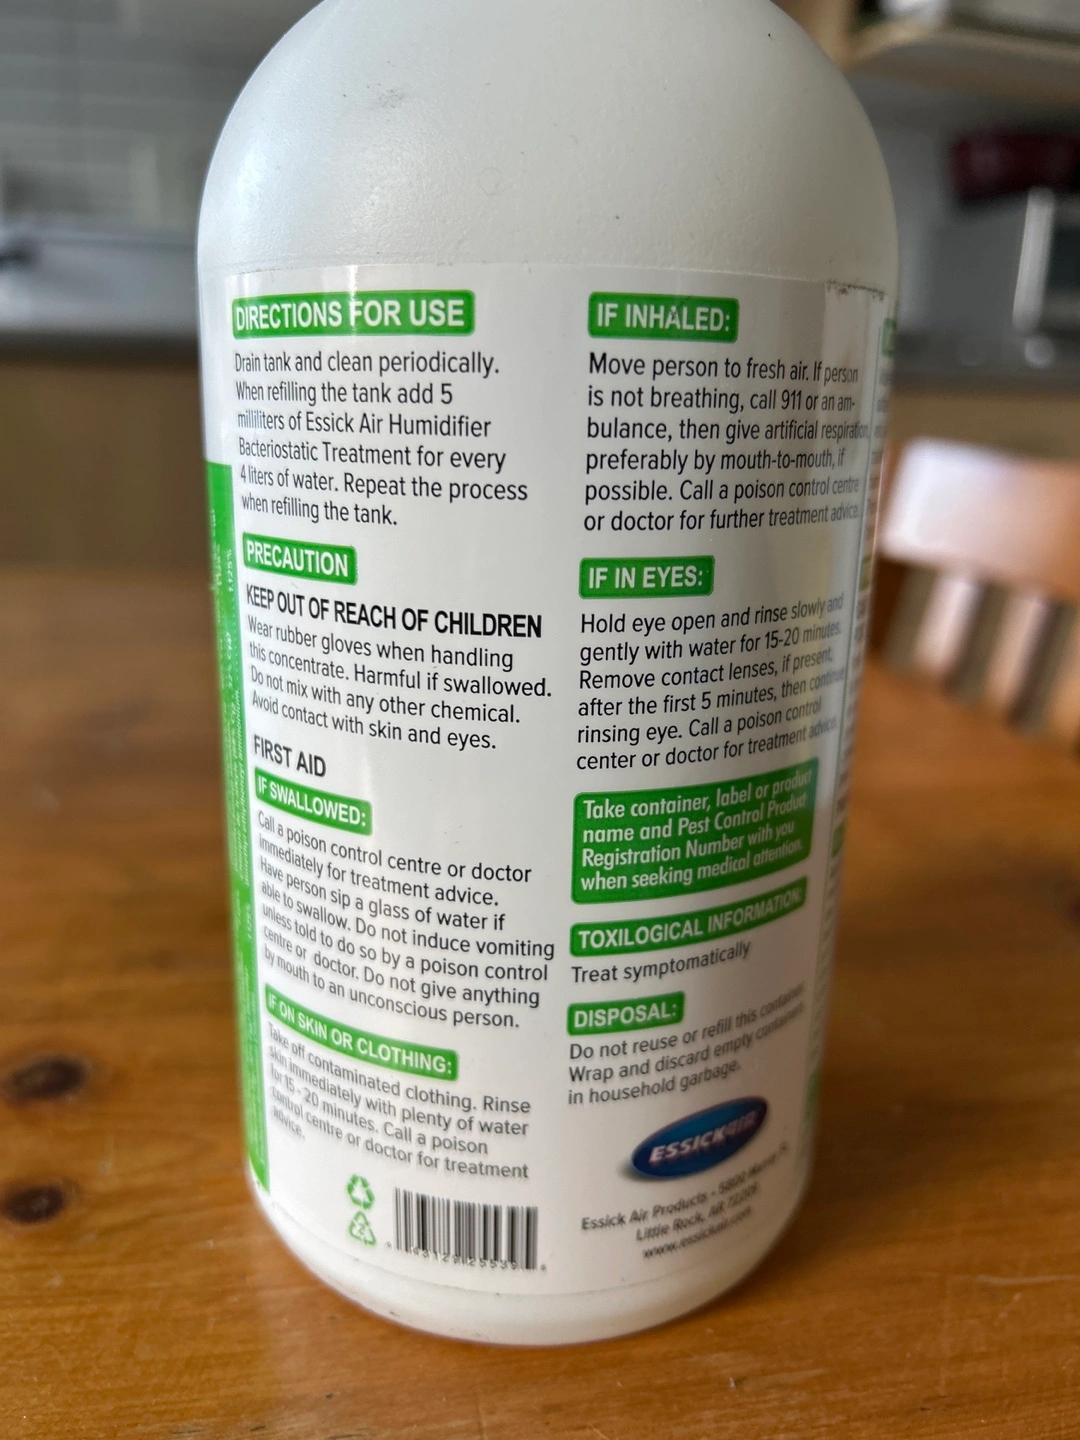 DIRECTIONS FOR USE
Drain tank and clean periodically.
When refilling the tank add 5
milliliters of Essick Air Humidifier
Bacteriostatic Treatment for every
4 liters of water. Repeat the process
when refilling the tank.
PRECAUTION
KEEP OUT OF REACH OF CHILDREN
Wear rubber gloves when handling
this concentrate. Harmful if swallowed.
Do not mix with any other chemical.
Avoid contact with skin and eyes.
FIRST AID
IF SWALLOWED:
Call a poison control centre or doctor
immediately for treatment advice.
Have person sip a glass of water if
able to swallow. Do not induce vomiting
unless told to do so by a poison control
centre or doctor. Do not give anything
by mouth to an unconscious person.
IF ON SKIN OR CLOTHING:
Take off contaminated clothing. Rinse
skin immediately with plenty of water
for 15 - 20 minutes. Call a poison
control centre or doctor for treatment
advice.
IF INHALED:
Move person to fresh air. If person
is not breathing, call 911 or an am-
bulance, then give artificial respiration,
preferably by mouth-to-mouth, if
possible. Call a poison control centre
or doctor for further treatment advice.
IF IN EYES:
Hold eye open and rinse slowly and
gently with water for 15-20 minutes.
Remove contact lenses, if present,
after the first 5 minutes, then continue
rinsing eye. Call a poison control
center or doctor for treatment advice.
Take container, label or product
name and Pest Control Product
Registration Number with you
when seeking medical attention.
TOXILOGICAL INFORMATION:
Treat symptomatically
DISPOSAL:
Do not reuse or refill this container.
Wrap and discard empty container
in household garbage.
ESSICKAIR
Essick Air Products - 5800 Murray
Little Rock, AR 72209
www.essickair.com